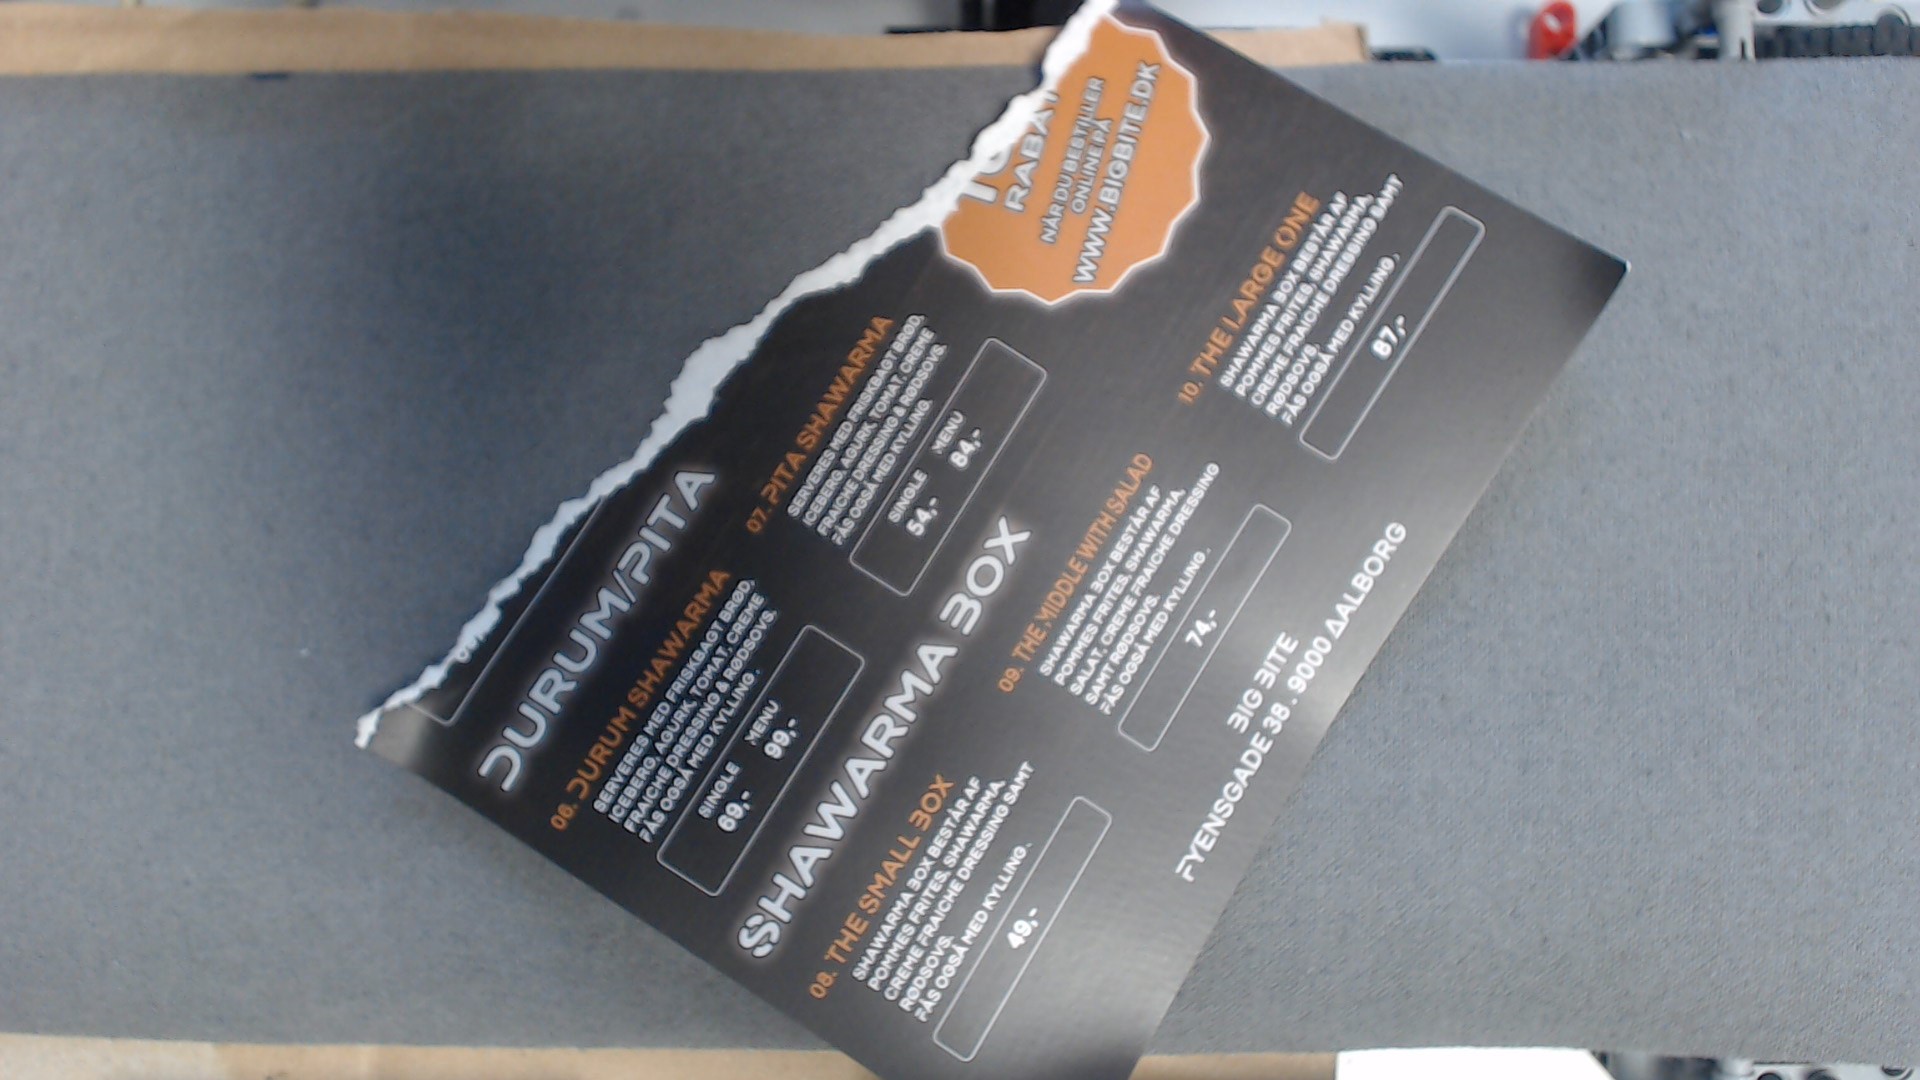 RABAT
NÅR DU BESTILLER
ONLINE PÅ
WWW.BIGBITE.DK
DURUM/PITA
06. DURUM SHAWARMA
SERVERES MED FRISKBAGT BRØD,
ICEBERG, AGURK, TOMAT, CREME
FRAICHE DRESSING & RØDSOVS.
FÅS OGSÅ MED KYLLING.
SINGLE MENU
69,- 99,-
07. PITA SHAWARMA
SERVERES MED FRISKBAGT BRØD,
ICEBERG, AGURK, TOMAT, CREME
FRAICHE DRESSING & RØDSOVS.
FÅS OGSÅ MED KYLLING.
SINGLE MENU
54,- 84,-
SHAWARMA BOX
08. THE SMALL BOX
SHAWARMA BOX BESTÅR AF
POMMES FRITES, SHAWARMA,
CREME FRAICHE DRESSING SAMT
RØDSOVS.
FÅS OGSÅ MED KYLLING.
49,-
09. THE MIDDLE WITH SALAD
SHAWARMA BOX BESTÅR AF
POMMES FRITES, SHAWARMA,
SALAT, CREME FRAICHE DRESSING
SAMT RØDSOVS.
FÅS OGSÅ MED KYLLING.
74,-
10. THE LARGE ONE
SHAWARMA BOX BESTÅR AF
POMMES FRITES, SHAWARMA,
CREME FRAICHE DRESSING SAMT
RØDSOVS.
FÅS OGSÅ MED KYLLING.
87,-
BIG BITE
FYENSGADE 38. 9000 AALBORG